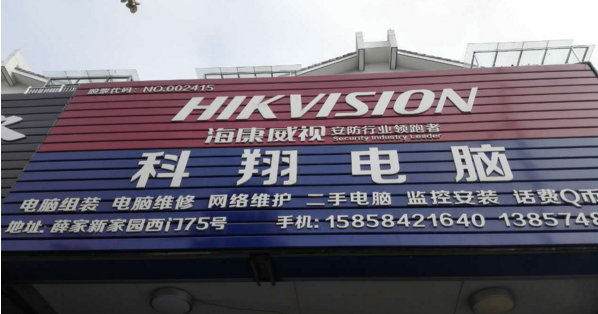 股票代码：NO:002415
HIKVISION
海康威视 安防行业领跑者
Security Industry Leader
科翔电脑
电脑组装 电脑维修 网络维护 二手电脑 监控安装 话费Q币
地址: 薛家新家园西门75号 手机: 15858421640 1385748